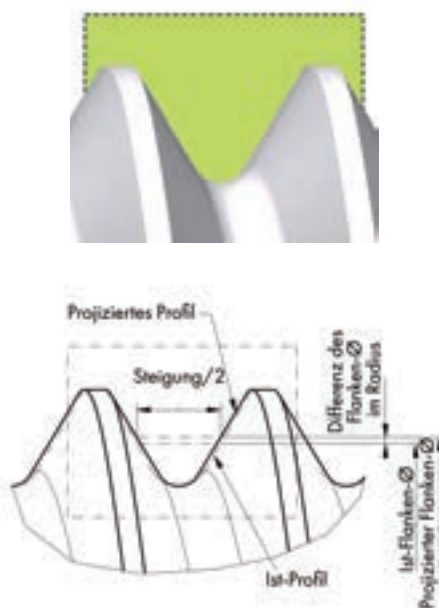 Projiziertes Profil
Steigung/2
Differenz des
Flanken-Ø
im Radius
Ist-Flanken-Ø
Projizierter Flanken-Ø
Ist-Profil